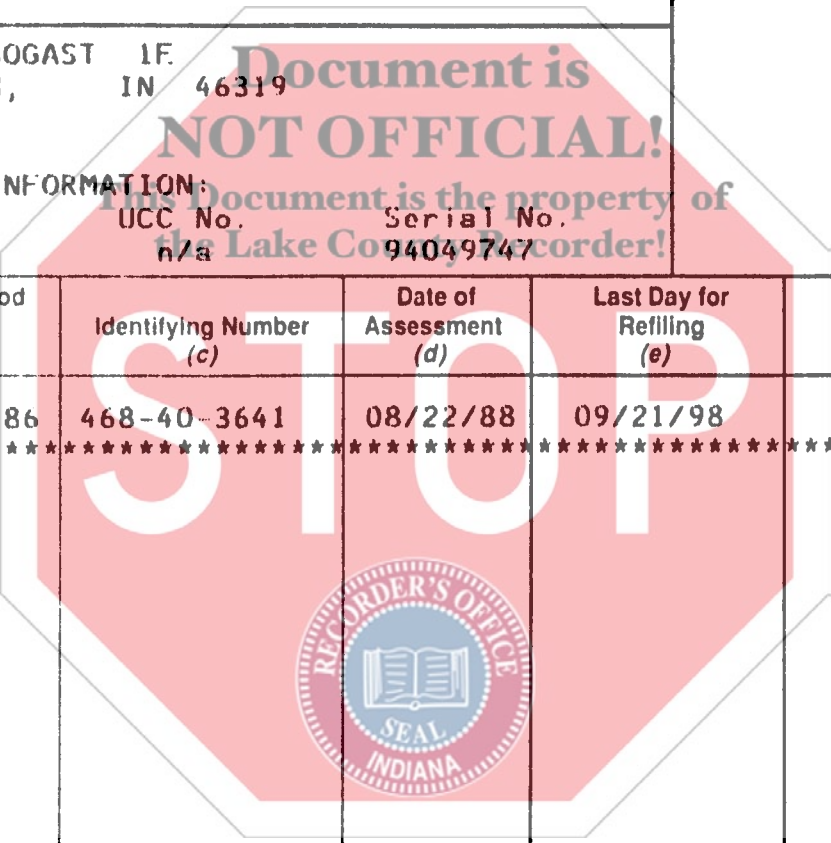 OGAST 1F
, IN 46319
Document is
NOT OFFICIAL!
This Document is the property of
the Lake County Recorder!
NFORMATION:
UCC No. Serial No.
n/a 94049747
od
Identifying Number
(c)
Date of
Assessment
(d)
Last Day for
Refiling
(e)
86 468-40-3641 08/22/88 09/21/98
STOP
RECORDER'S OFFICE
SEAL
INDIANA